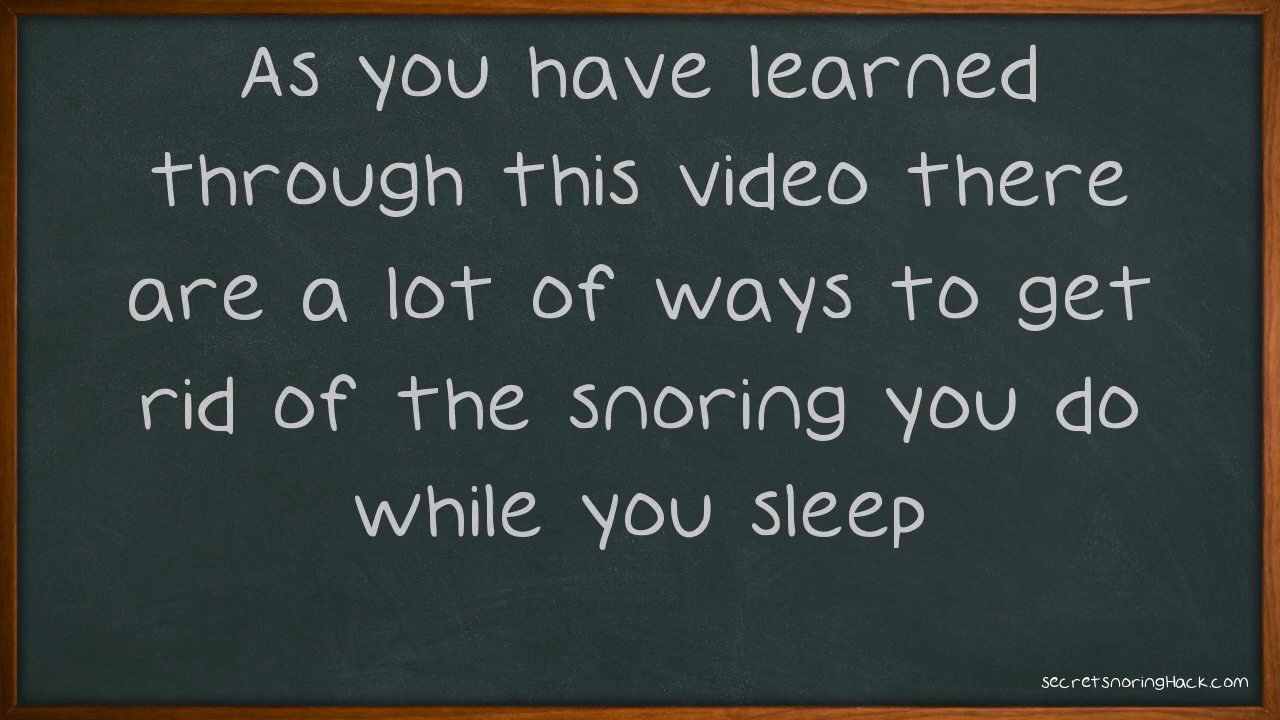 As you have learned
through this video there
are a lot of ways to get
rid of the snoring you do
while you sleep
secretsnoringHack.com